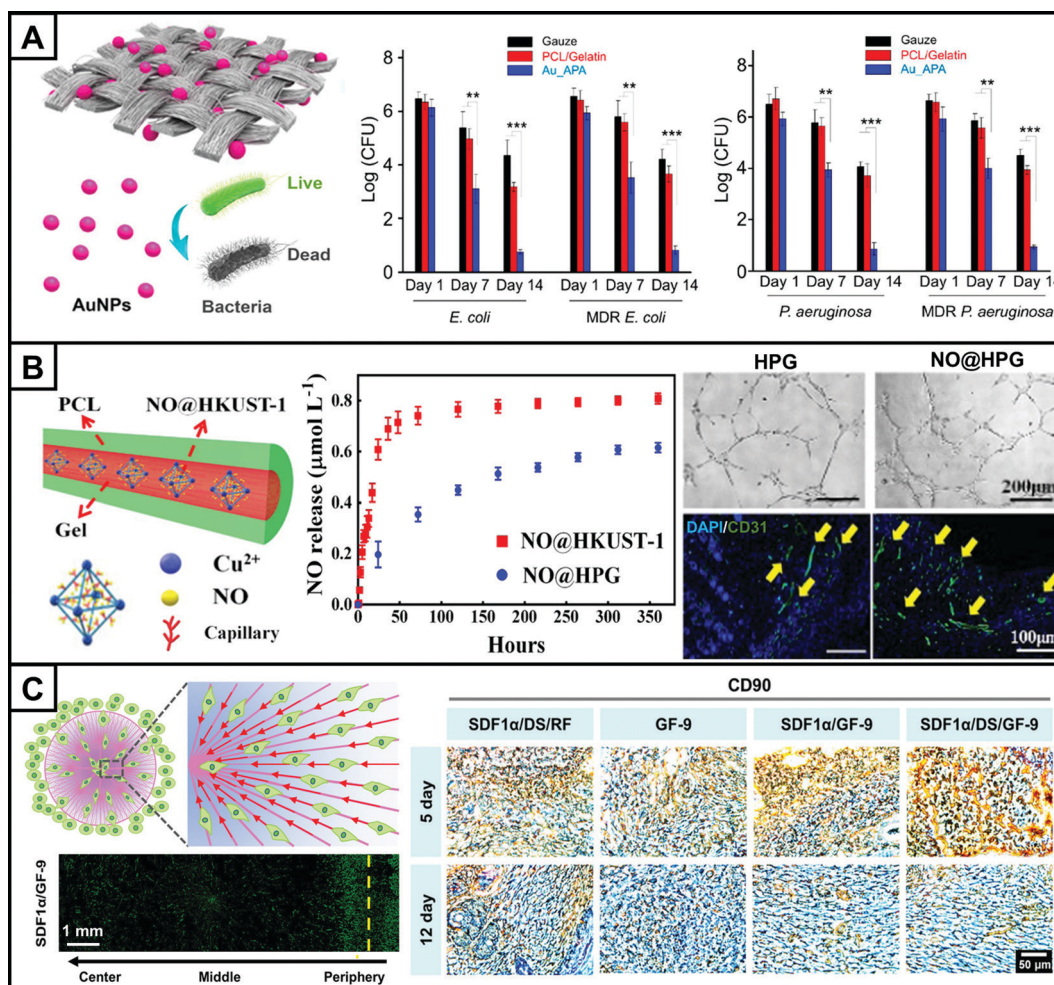 A
Live
Dead
AuNPs
Bacteria
Gauze
PCL/Gelatin
Au_APA
Log (CFU)
6
4
2
0
**
***
**
***
Day 1 Day 7 Day 14
Day 1 Day 7 Day 14
E. coli
MDR E. coli
Gauze
PCL/Gelatin
Au_APA
Log (CFU)
6
4
2
0
**
***
**
***
Day 1 Day 7 Day 14
Day 1 Day 7 Day 14
P. aeruginosa
MDR P. aeruginosa
B
PCL
NO@HKUST-1
Gel
Cu²⁺
NO
Capillary
NO release (μmol L⁻¹)
0.8
0.6
0.4
0.2
0.0
NO@HKUST-1
NO@HPG
0 50 100 150 200 250 300 350
Hours
HPG
NO@HPG
200μm
DAPI/CD31
100μm
C
SDF1α/GF-9
1 mm
Center
Middle
Periphery
CD90
SDF1α/DS/RF
GF-9
SDF1α/GF-9
SDF1α/DS/GF-9
5 day
12 day
50 μm